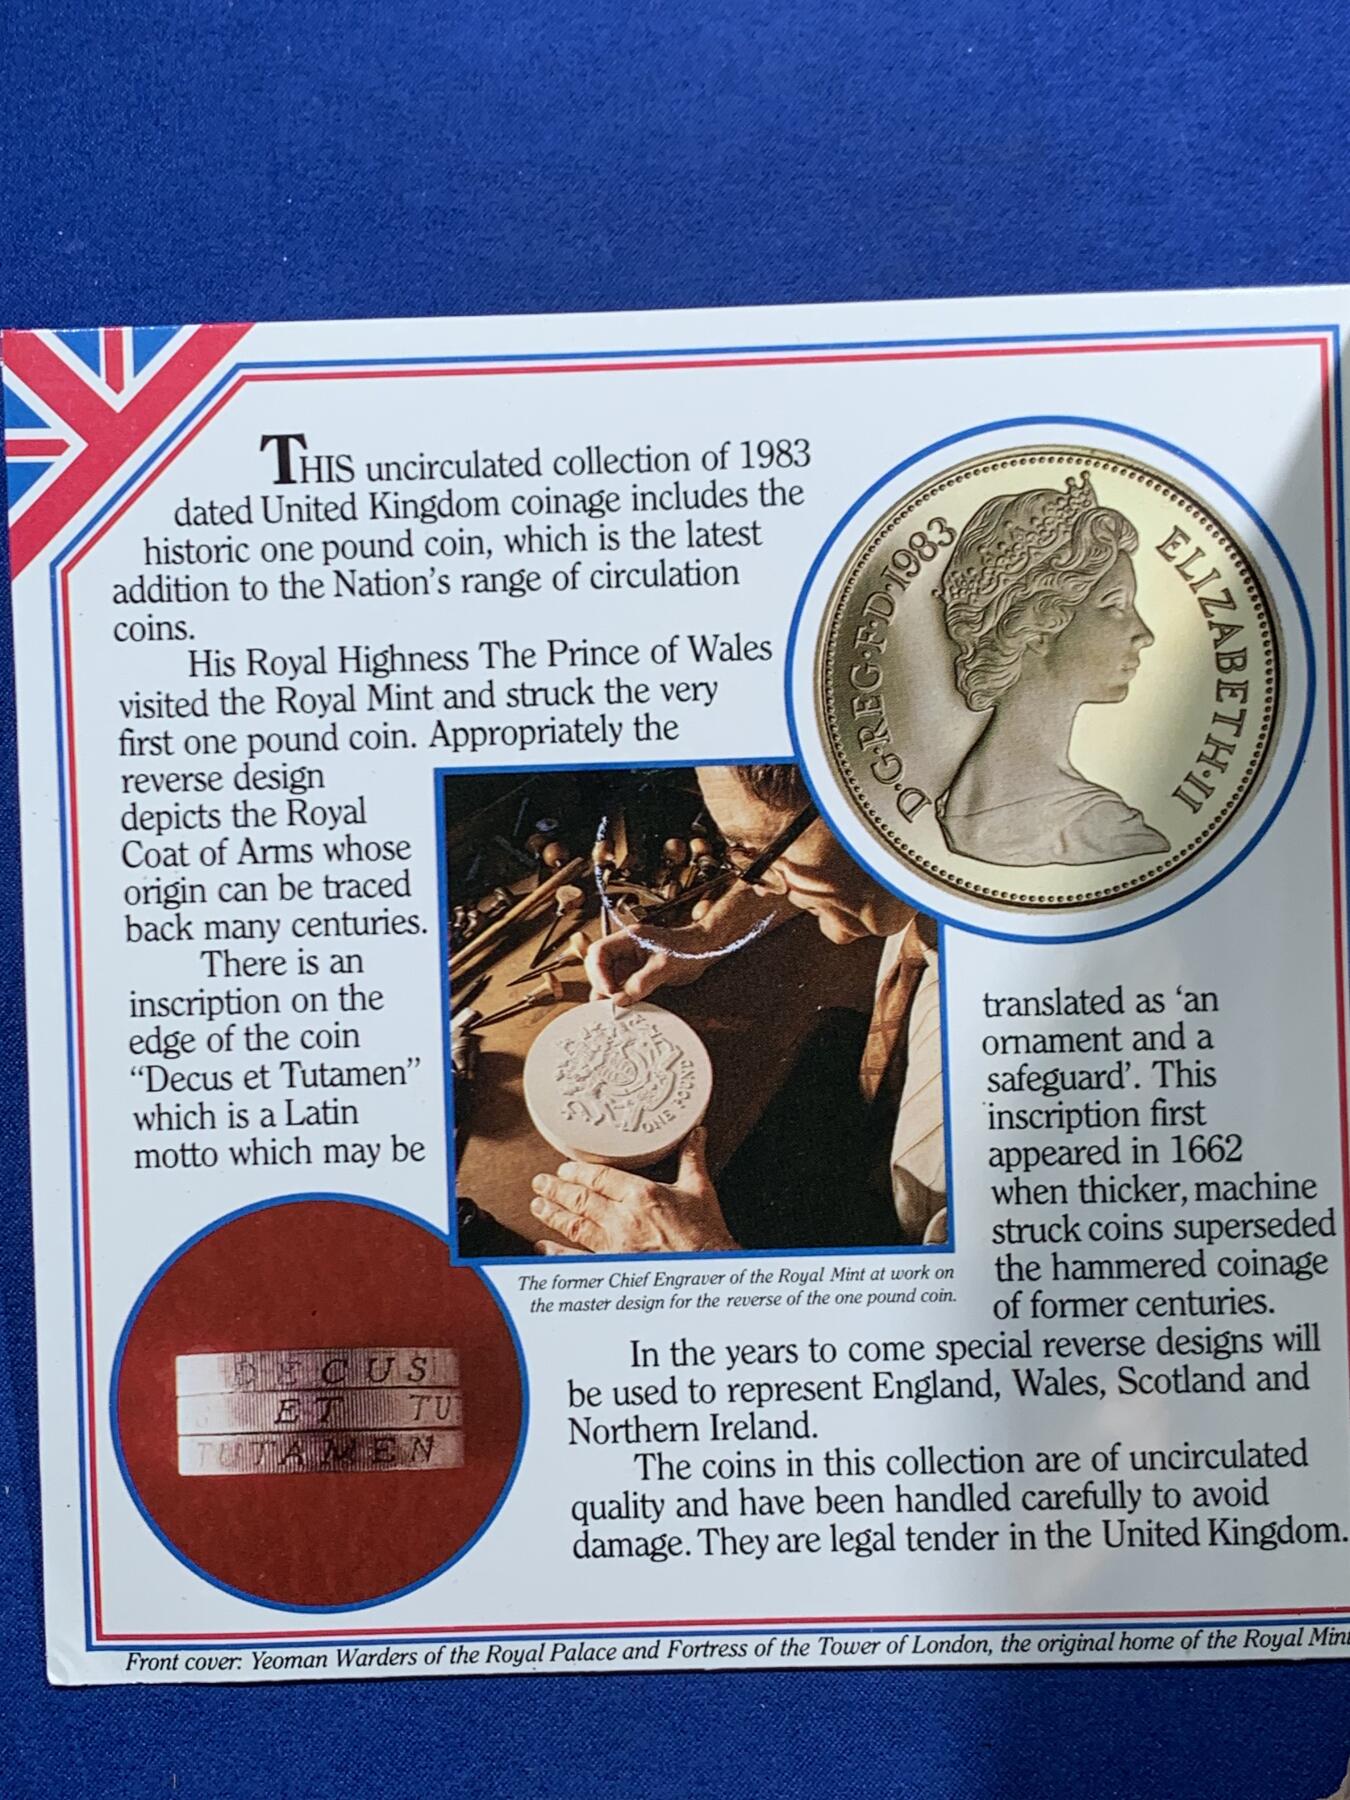 THIS uncirculated collection of 1983
dated United Kingdom coinage includes the
historic one pound coin, which is the latest
addition to the Nation's range of circulation
coins.
His Royal Highness The Prince of Wales
visited the Royal Mint and struck the very
first one pound coin. Appropriately the
reverse design
depicts the Royal
Coat of Arms whose
origin can be traced
back many centuries.
There is an
inscription on the
edge of the coin
“Decus et Tutamen”
which is a Latin
motto which may be
translated as ‘an
ornament and a
safeguard’. This
inscription first
appeared in 1662
when thicker, machine
struck coins superseded
the hammered coinage
of former centuries.
In the years to come special reverse designs will
be used to represent England, Wales, Scotland and
Northern Ireland.
The coins in this collection are of uncirculated
quality and have been handled carefully to avoid
damage. They are legal tender in the United Kingdom.
D·G·REG·F·D·1983
ELIZABETH·II
ONE POUND
The former Chief Engraver of the Royal Mint at work on
the master design for the reverse of the one pound coin.
DECUS
ET TU
TUTAMEN
Front cover: Yeoman Warders of the Royal Palace and Fortress of the Tower of London, the original home of the Royal Mint